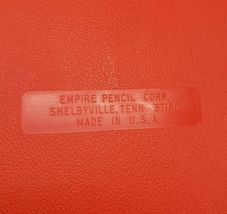 EMPIRE PENCIL CORP.
SHELBYVILLE, TENN. 37160
MADE IN U.S.A.